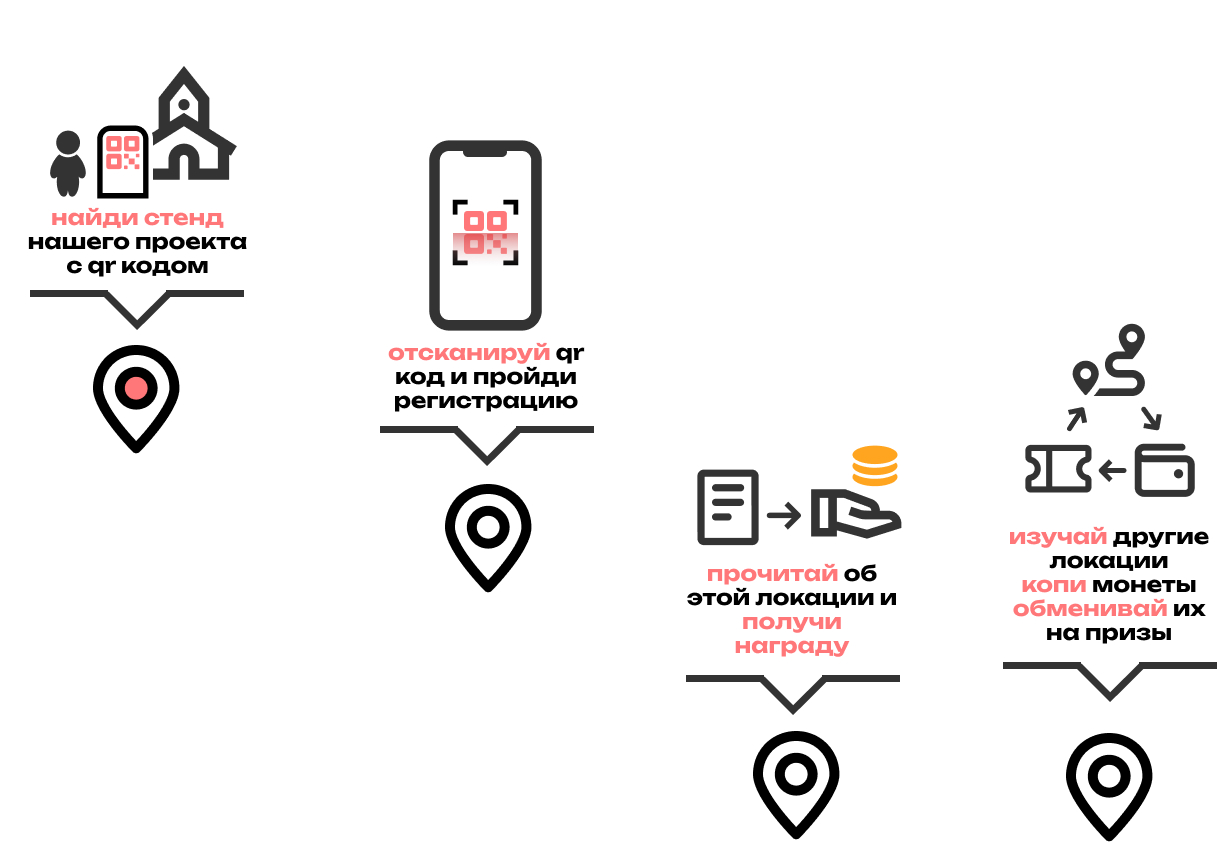 найди стенд
нашего проекта
с qr кодом
отсканируй qr
код и пройди
регистрацию
прочитай об
этой локации и
получи
награду
изучай другие
локации
копи монеты
обменивай их
на призы